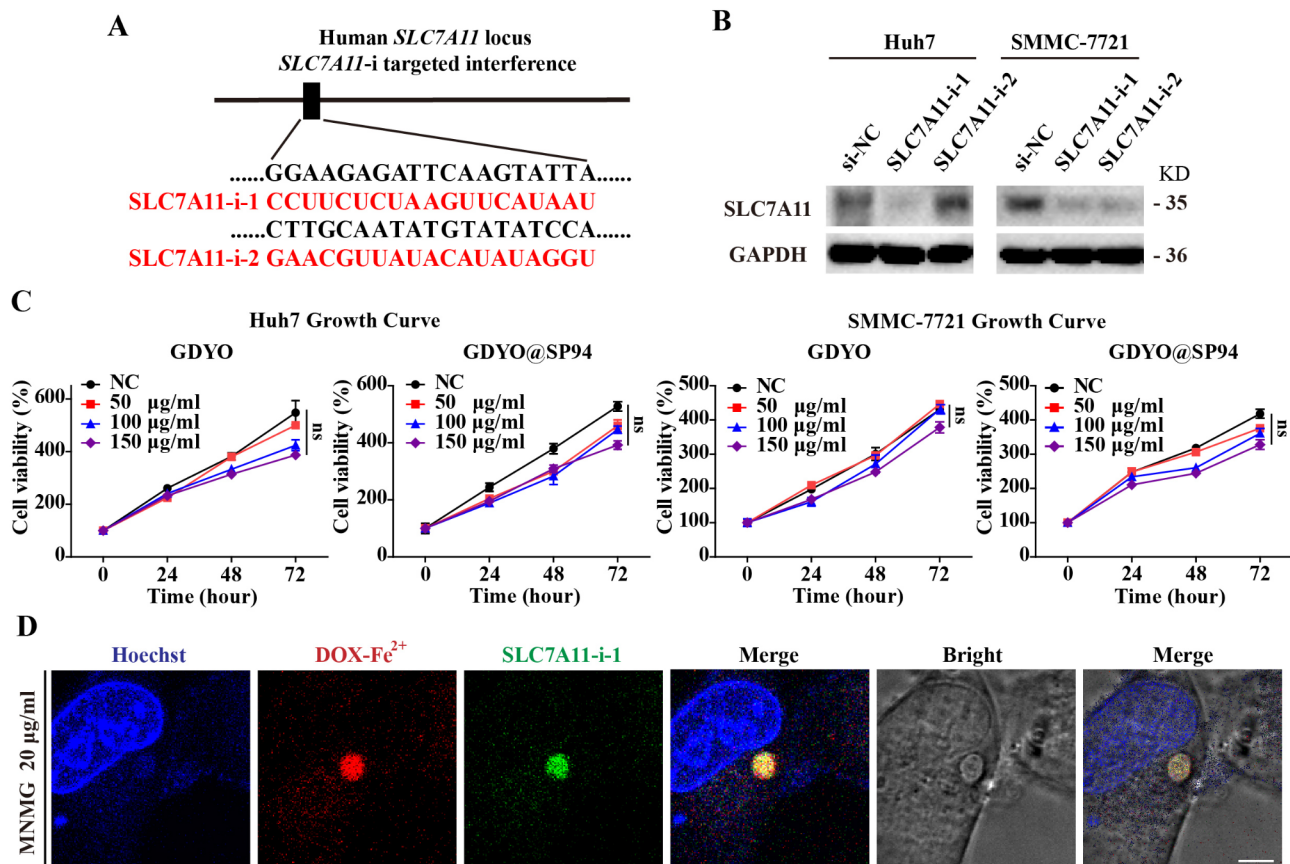 A
Human SLC7A11 locus
SLC7A11-i targeted interference
......GGAAGAGATTCAAGTATTA......
SLC7A11-i-1 CCUUCUCUAAGUUCAUAAU
......CTTGCAATATGTATATCCA......
SLC7A11-i-2 GAACGUUAUACAUAUAGGU
B
Huh7 SMMC-7721
si-NC SLC7A11-i-1 SLC7A11-i-2 si-NC SLC7A11-i-1 SLC7A11-i-2 KD
SLC7A11 - 35
GAPDH - 36
C
Huh7 Growth Curve
GDYO
Cell viability (%)
600
400
200
0
NC
50 µg/ml
100 µg/ml
150 µg/ml
ns
0 24 48 72
Time (hour)
GDYO@SP94
Cell viability (%)
600
400
200
0
NC
50 µg/ml
100 µg/ml
150 µg/ml
ns
0 24 48 72
Time (hour)
SMMC-7721 Growth Curve
GDYO
Cell viability (%)
500
400
300
200
100
0
NC
50 µg/ml
100 µg/ml
150 µg/ml
ns
0 24 48 72
Time (hour)
GDYO@SP94
Cell viability (%)
500
400
300
200
100
0
NC
50 µg/ml
100 µg/ml
150 µg/ml
ns
0 24 48 72
Time (hour)
D
Hoechst DOX-Fe²⁺ SLC7A11-i-1 Merge Bright Merge
MNMG 20 µg/ml